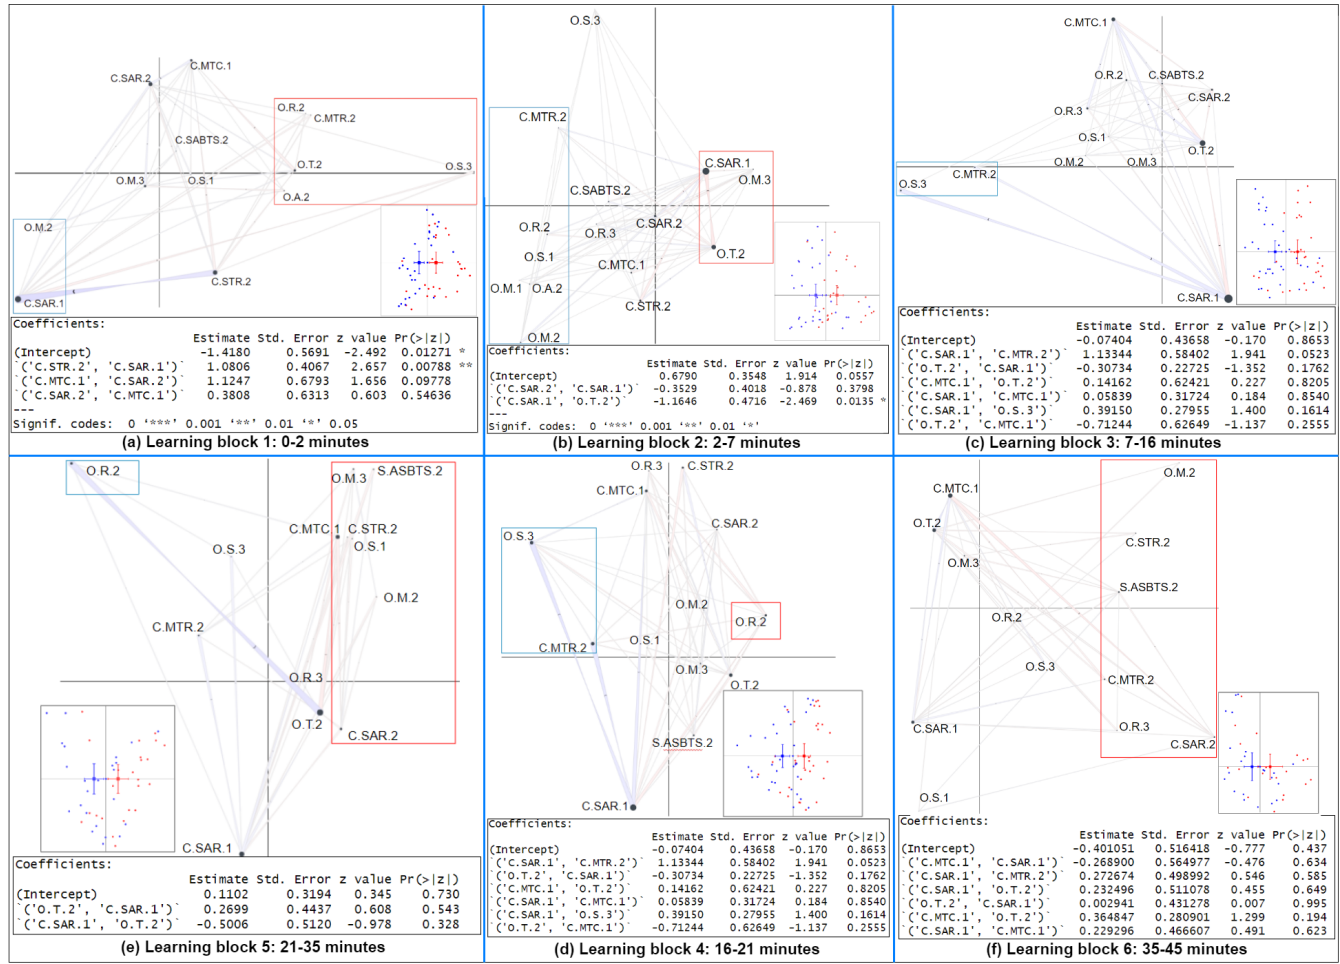 C.MTC.1
C.SAR.2
O.R.2
C.MTR.2
C.SABTS.2
O.T.2
O.S.3
O.M.3
O.S.1
O.A.2
O.M.2
C.STR.2
C.SAR.1
Coefficients:
Estimate Std. Error z value Pr(>|z|)
(Intercept) -1.4180 0.5691 -2.492 0.01271 *
`('C.STR.2', 'C.SAR.1')` 1.0806 0.4067 2.657 0.00788 **
`('C.MTC.1', 'C.SAR.2')` 1.1247 0.6793 1.656 0.09778
`('C.SAR.2', 'C.MTC.1')` 0.3808 0.6313 0.603 0.54636
---
Signif. codes: 0 '***' 0.001 '**' 0.01 '*' 0.05
(a) Learning block 1: 0-2 minutes
O.S.3
C.MTR.2
C.SAR.1
O.M.3
C.SABTS.2
C.SAR.2
O.R.2
O.R.3
O.S.1
O.T.2
C.MTC.1
O.M.1
O.A.2
C.STR.2
O.M.2
Coefficients:
Estimate Std. Error z value Pr(>|z|)
(Intercept) 0.6790 0.3548 1.914 0.0557
`('C.SAR.2', 'C.SAR.1')` -0.3529 0.4018 -0.878 0.3798
`('C.SAR.1', 'O.T.2')` -1.1646 0.4716 -2.469 0.0135 *
---
Signif. codes: 0 '***' 0.001 '**' 0.01 '*'
(b) Learning block 2: 2-7 minutes
C.MTC.1
O.R.2
C.SABTS.2
C.SAR.2
O.R.3
O.S.1
O.T.2
O.M.2
O.M.3
C.MTR.2
O.S.3
C.SAR.1
Coefficients:
Estimate Std. Error z value Pr(>|z|)
(Intercept) -0.07404 0.43658 -0.170 0.8653
`('C.SAR.1', 'C.MTR.2')` 1.13344 0.58402 1.941 0.0523
`('O.T.2', 'C.SAR.1')` -0.30734 0.22725 -1.352 0.1762
`('C.MTC.1', 'O.T.2')` 0.14162 0.62421 0.227 0.8205
`('C.SAR.1', 'C.MTC.1')` 0.05839 0.31724 0.184 0.8540
`('C.SAR.1', 'O.S.3')` 0.39150 0.27955 1.400 0.1614
`('O.T.2', 'C.MTC.1')` -0.71244 0.62649 -1.137 0.2555
(c) Learning block 3: 7-16 minutes
O.R.2
O.M.3
S.ASBTS.2
C.MTC.1
C.STR.2
O.S.1
O.S.3
O.M.2
C.MTR.2
O.R.3
O.T.2
C.SAR.2
C.SAR.1
Coefficients:
Estimate Std. Error z value Pr(>|z|)
(Intercept) 0.1102 0.3194 0.345 0.730
`('O.T.2', 'C.SAR.1')` 0.2699 0.4437 0.608 0.543
`('C.SAR.1', 'O.T.2')` -0.5006 0.5120 -0.978 0.328
(e) Learning block 5: 21-35 minutes
O.R.3
C.STR.2
C.MTC.1
O.S.3
C.SAR.2
O.M.2
O.R.2
O.S.1
C.MTR.2
O.M.3
O.T.2
S.ASBTS.2
C.SAR.1
Coefficients:
Estimate Std. Error z value Pr(>|z|)
(Intercept) -0.07404 0.43658 -0.170 0.8653
`('C.SAR.1', 'C.MTR.2')` 1.13344 0.58402 1.941 0.0523
`('O.T.2', 'C.SAR.1')` -0.30734 0.22725 -1.352 0.1762
`('C.MTC.1', 'O.T.2')` 0.14162 0.62421 0.227 0.8205
`('C.SAR.1', 'C.MTC.1')` 0.05839 0.31724 0.184 0.8540
`('C.SAR.1', 'O.S.3')` 0.39150 0.27955 1.400 0.1614
`('O.T.2', 'C.MTC.1')` -0.71244 0.62649 -1.137 0.2555
(d) Learning block 4: 16-21 minutes
O.M.2
C.MTC.1
O.T.2
C.STR.2
O.M.3
S.ASBTS.2
O.R.2
O.S.3
C.MTR.2
C.SAR.1
O.R.3
C.SAR.2
O.S.1
Coefficients:
Estimate Std. Error z value Pr(>|z|)
(Intercept) -0.401051 0.516418 -0.777 0.437
`('C.MTC.1', 'C.SAR.1')` -0.268900 0.564977 -0.476 0.634
`('C.SAR.1', 'C.MTR.2')` 0.272674 0.498992 0.546 0.585
`('C.SAR.1', 'O.T.2')` 0.232496 0.511078 0.455 0.649
`('O.T.2', 'C.SAR.1')` 0.002941 0.431278 0.007 0.995
`('C.MTC.1', 'O.T.2')` 0.364847 0.280901 1.299 0.194
`('C.SAR.1', 'C.MTC.1')` 0.229296 0.466607 0.491 0.623
(f) Learning block 6: 35-45 minutes